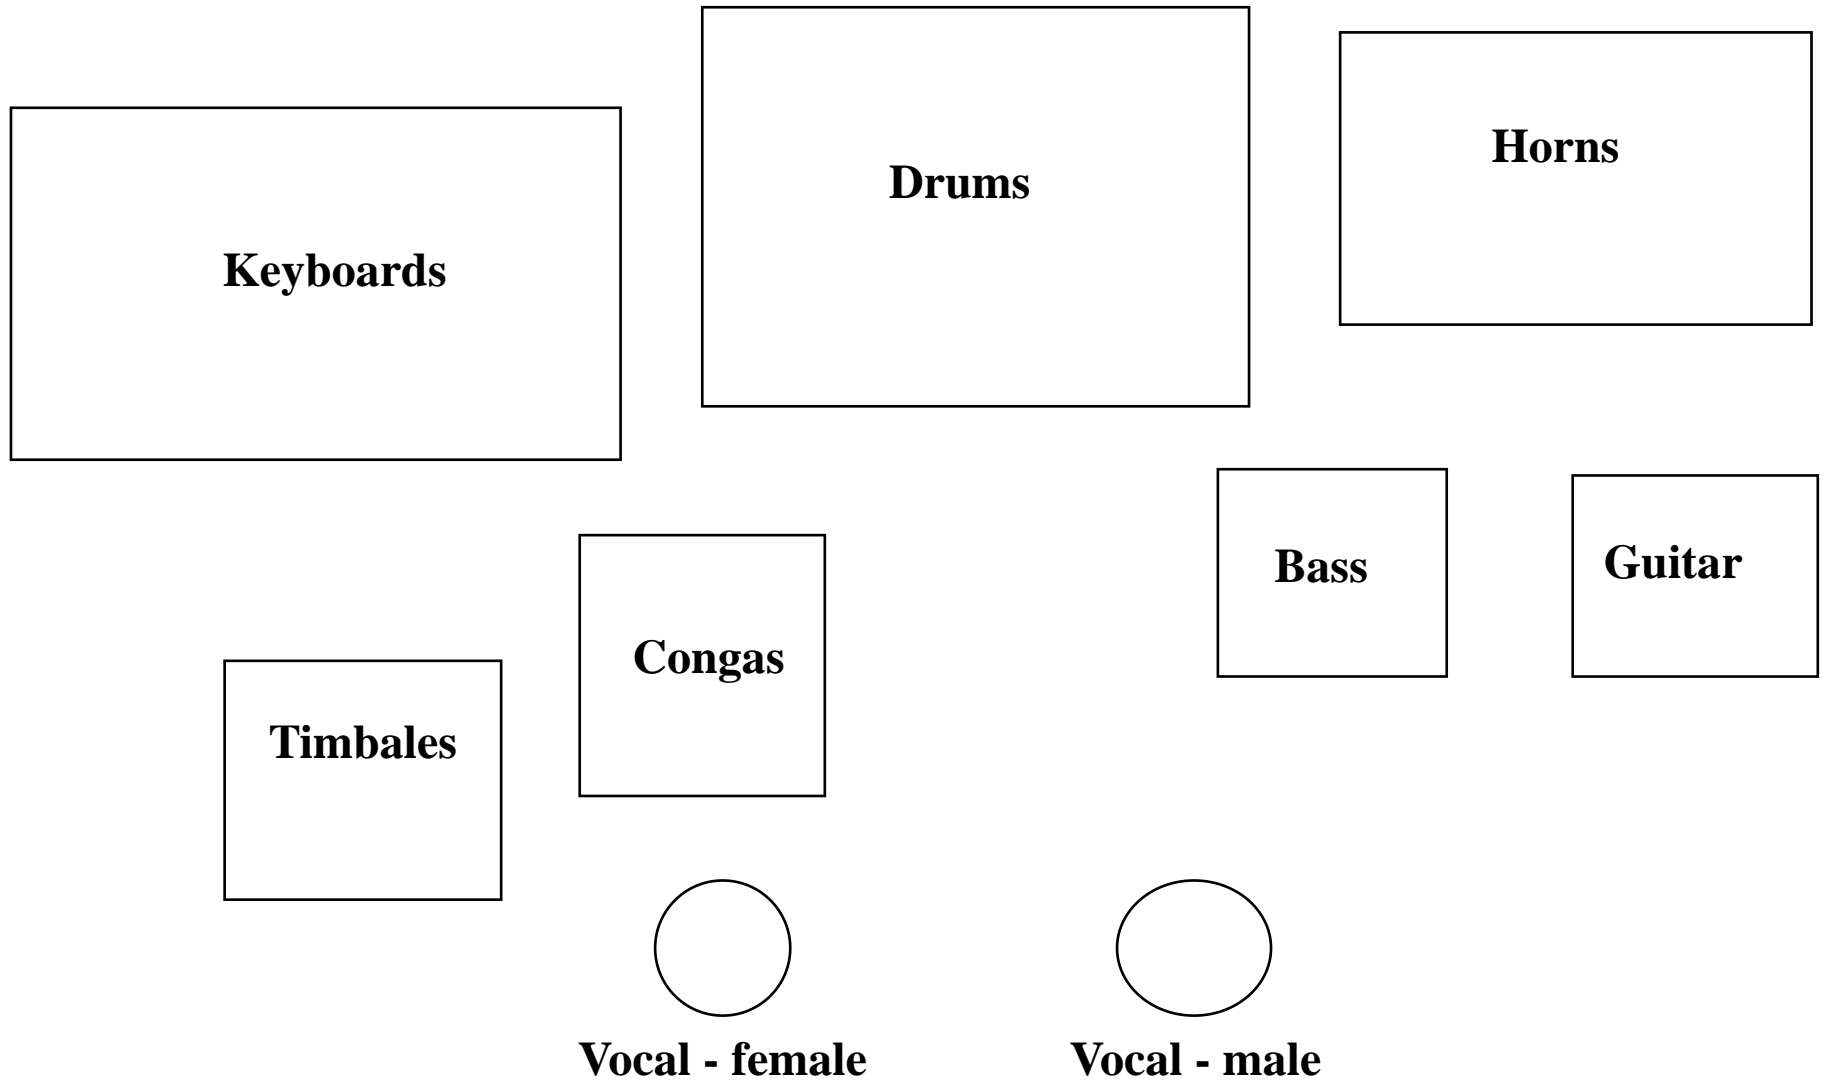 Horns
Drums
Keyboards
Bass
Guitar
Congas
Timbales
Vocal - female
Vocal - male